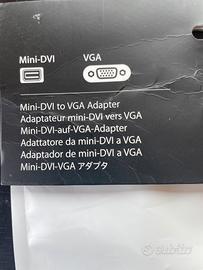 Mini-DVI VGA
Mini-DVI to VGA Adapter
Adaptateur mini-DVI vers VGA
Mini-DVI-auf-VGA-Adapter
Adattatore da mini-DVI a VGA
Adaptador de mini-DVI a VGA
Mini-DVI-VGA アダプタ
subito